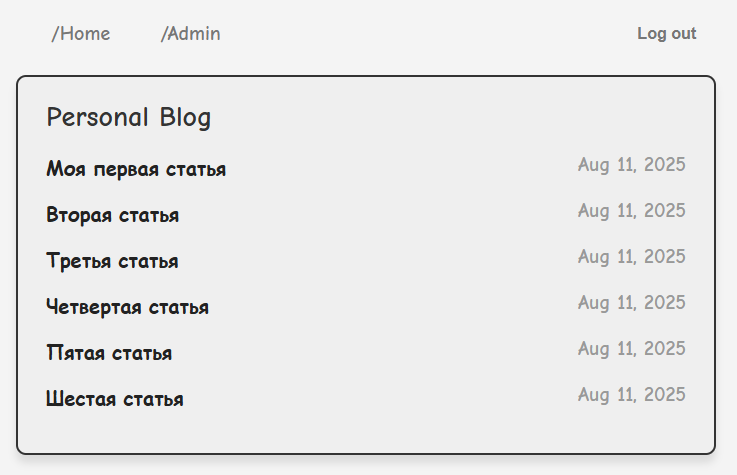 /Home /Admin Log out
Personal Blog
Моя первая статья Aug 11, 2025
Вторая статья Aug 11, 2025
Третья статья Aug 11, 2025
Четвертая статья Aug 11, 2025
Пятая статья Aug 11, 2025
Шестая статья Aug 11, 2025